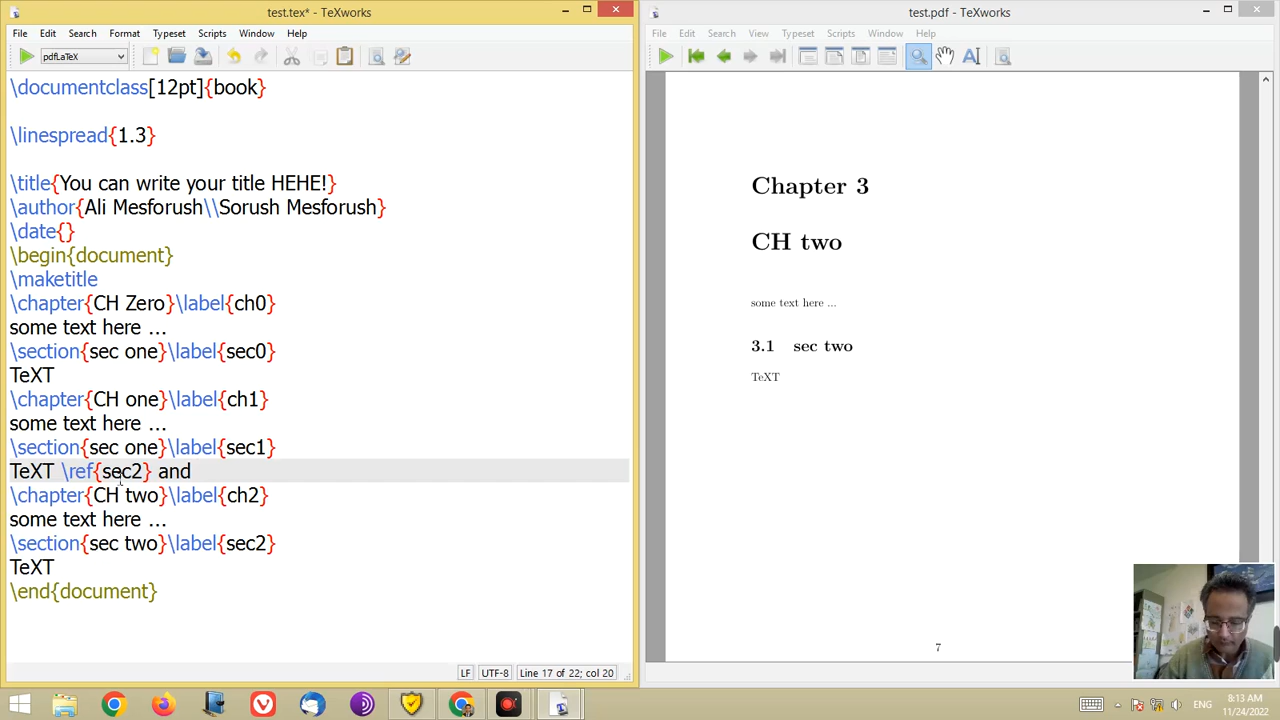 test.tex* - TeXworks
File Edit Search Format Typeset Scripts Window Help
pdfLaTeX
\documentclass[12pt]{book}
\linespread{1.3}
\title{You can write your title HEHE!}
\author{Ali Mesforush\\Sorush Mesforush}
\date{}
\begin{document}
\maketitle
\chapter{CH Zero}\label{ch0}
some text here ...
\section{sec one}\label{sec0}
TeXT
\chapter{CH one}\label{ch1}
some text here ...
\section{sec one}\label{sec1}
TeXT \ref{sec2} and
\chapter{CH two}\label{ch2}
some text here ...
\section{sec two}\label{sec2}
TeXT
\end{document}
LF UTF-8 Line 17 of 22; col 20
test.pdf - TeXworks
File Edit Search View Typeset Scripts Window Help
Chapter 3
CH two
some text here ...
3.1 sec two
TeXT
7
ENG
8:13 AM
11/24/2022